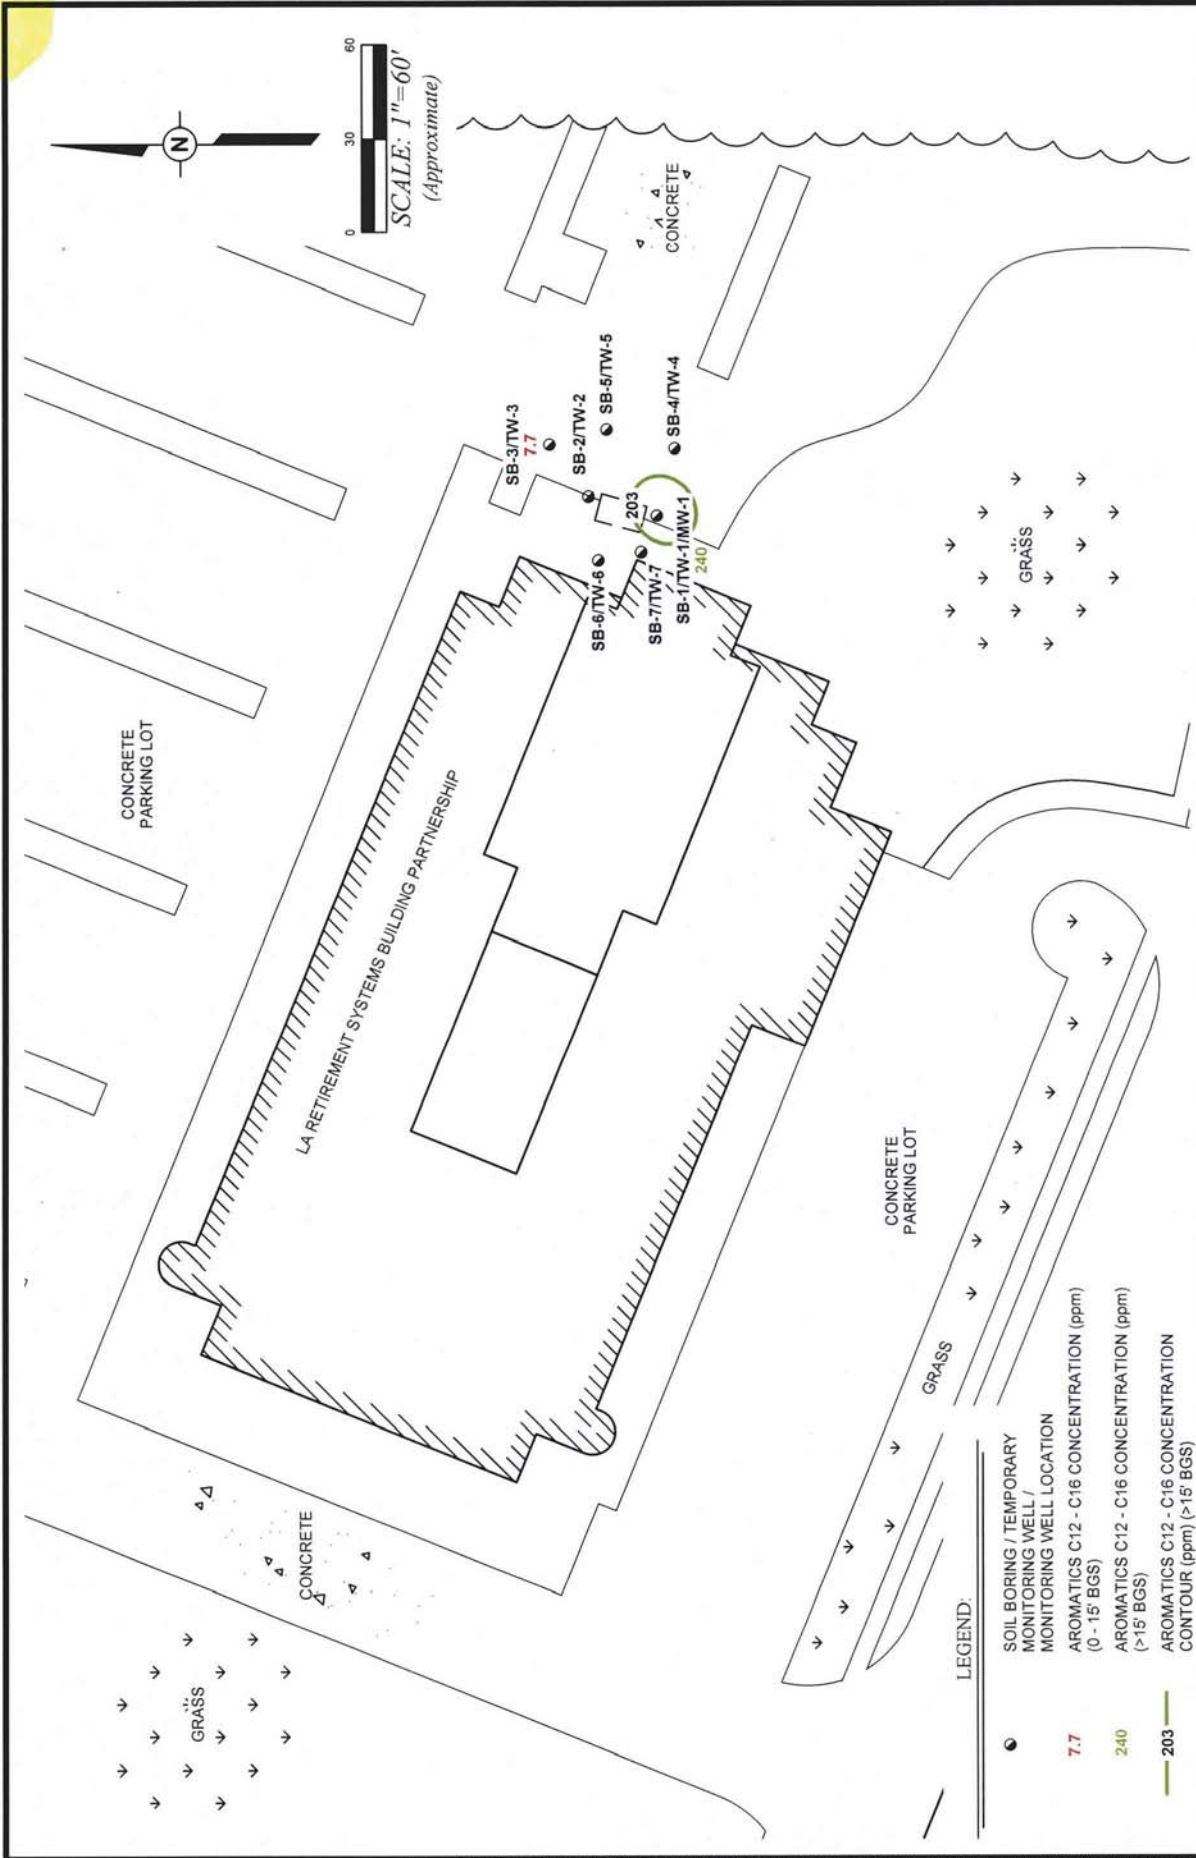 N
0 30 60
SCALE: 1"=60'
(Approximate)
CONCRETE
PARKING LOT
CONCRETE
SB-3/TW-3
7.7
SB-2/TW-2
SB-5/TW-5
SB-4/TW-4
203
SB-6/TW-6
SB-7/TW-7
SB-1/TW-1/MW-1
240
LA RETIREMENT SYSTEMS BUILDING PARTNERSHIP
GRASS
CONCRETE
GRASS
CONCRETE
PARKING LOT
GRASS
LEGEND:
SOIL BORING / TEMPORARY
MONITORING WELL /
MONITORING WELL LOCATION
7.7 AROMATICS C12 - C16 CONCENTRATION (ppm)
(0 - 15' BGS)
240 AROMATICS C12 - C16 CONCENTRATION (ppm)
(>15' BGS)
203 AROMATICS C12 - C16 CONCENTRATION
CONTOUR (ppm) (>15' BGS)